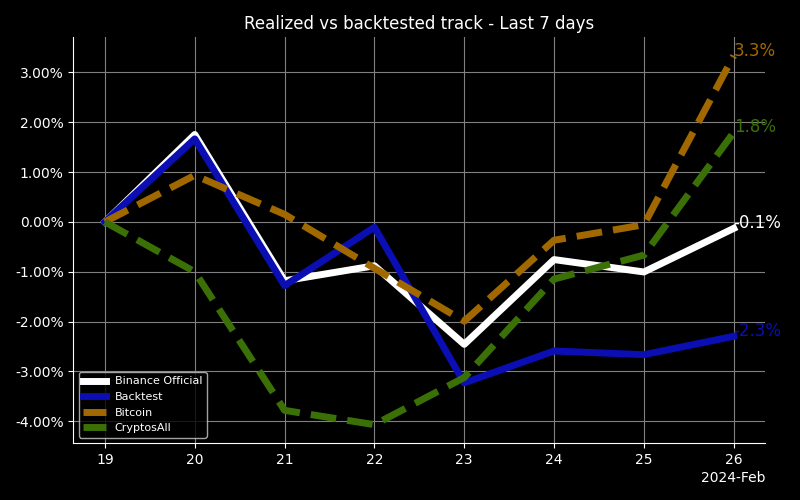 Realized vs backtested track - Last 7 days
3.3%
3.00%
2.00%
1.8%
1.00%
0.00%
-0.1%
-1.00%
-2.00%
-2.3%
-3.00%
-4.00%
Binance Official
Backtest
Bitcoin
CryptosAll
19 20 21 22 23 24 25 26
2024-Feb